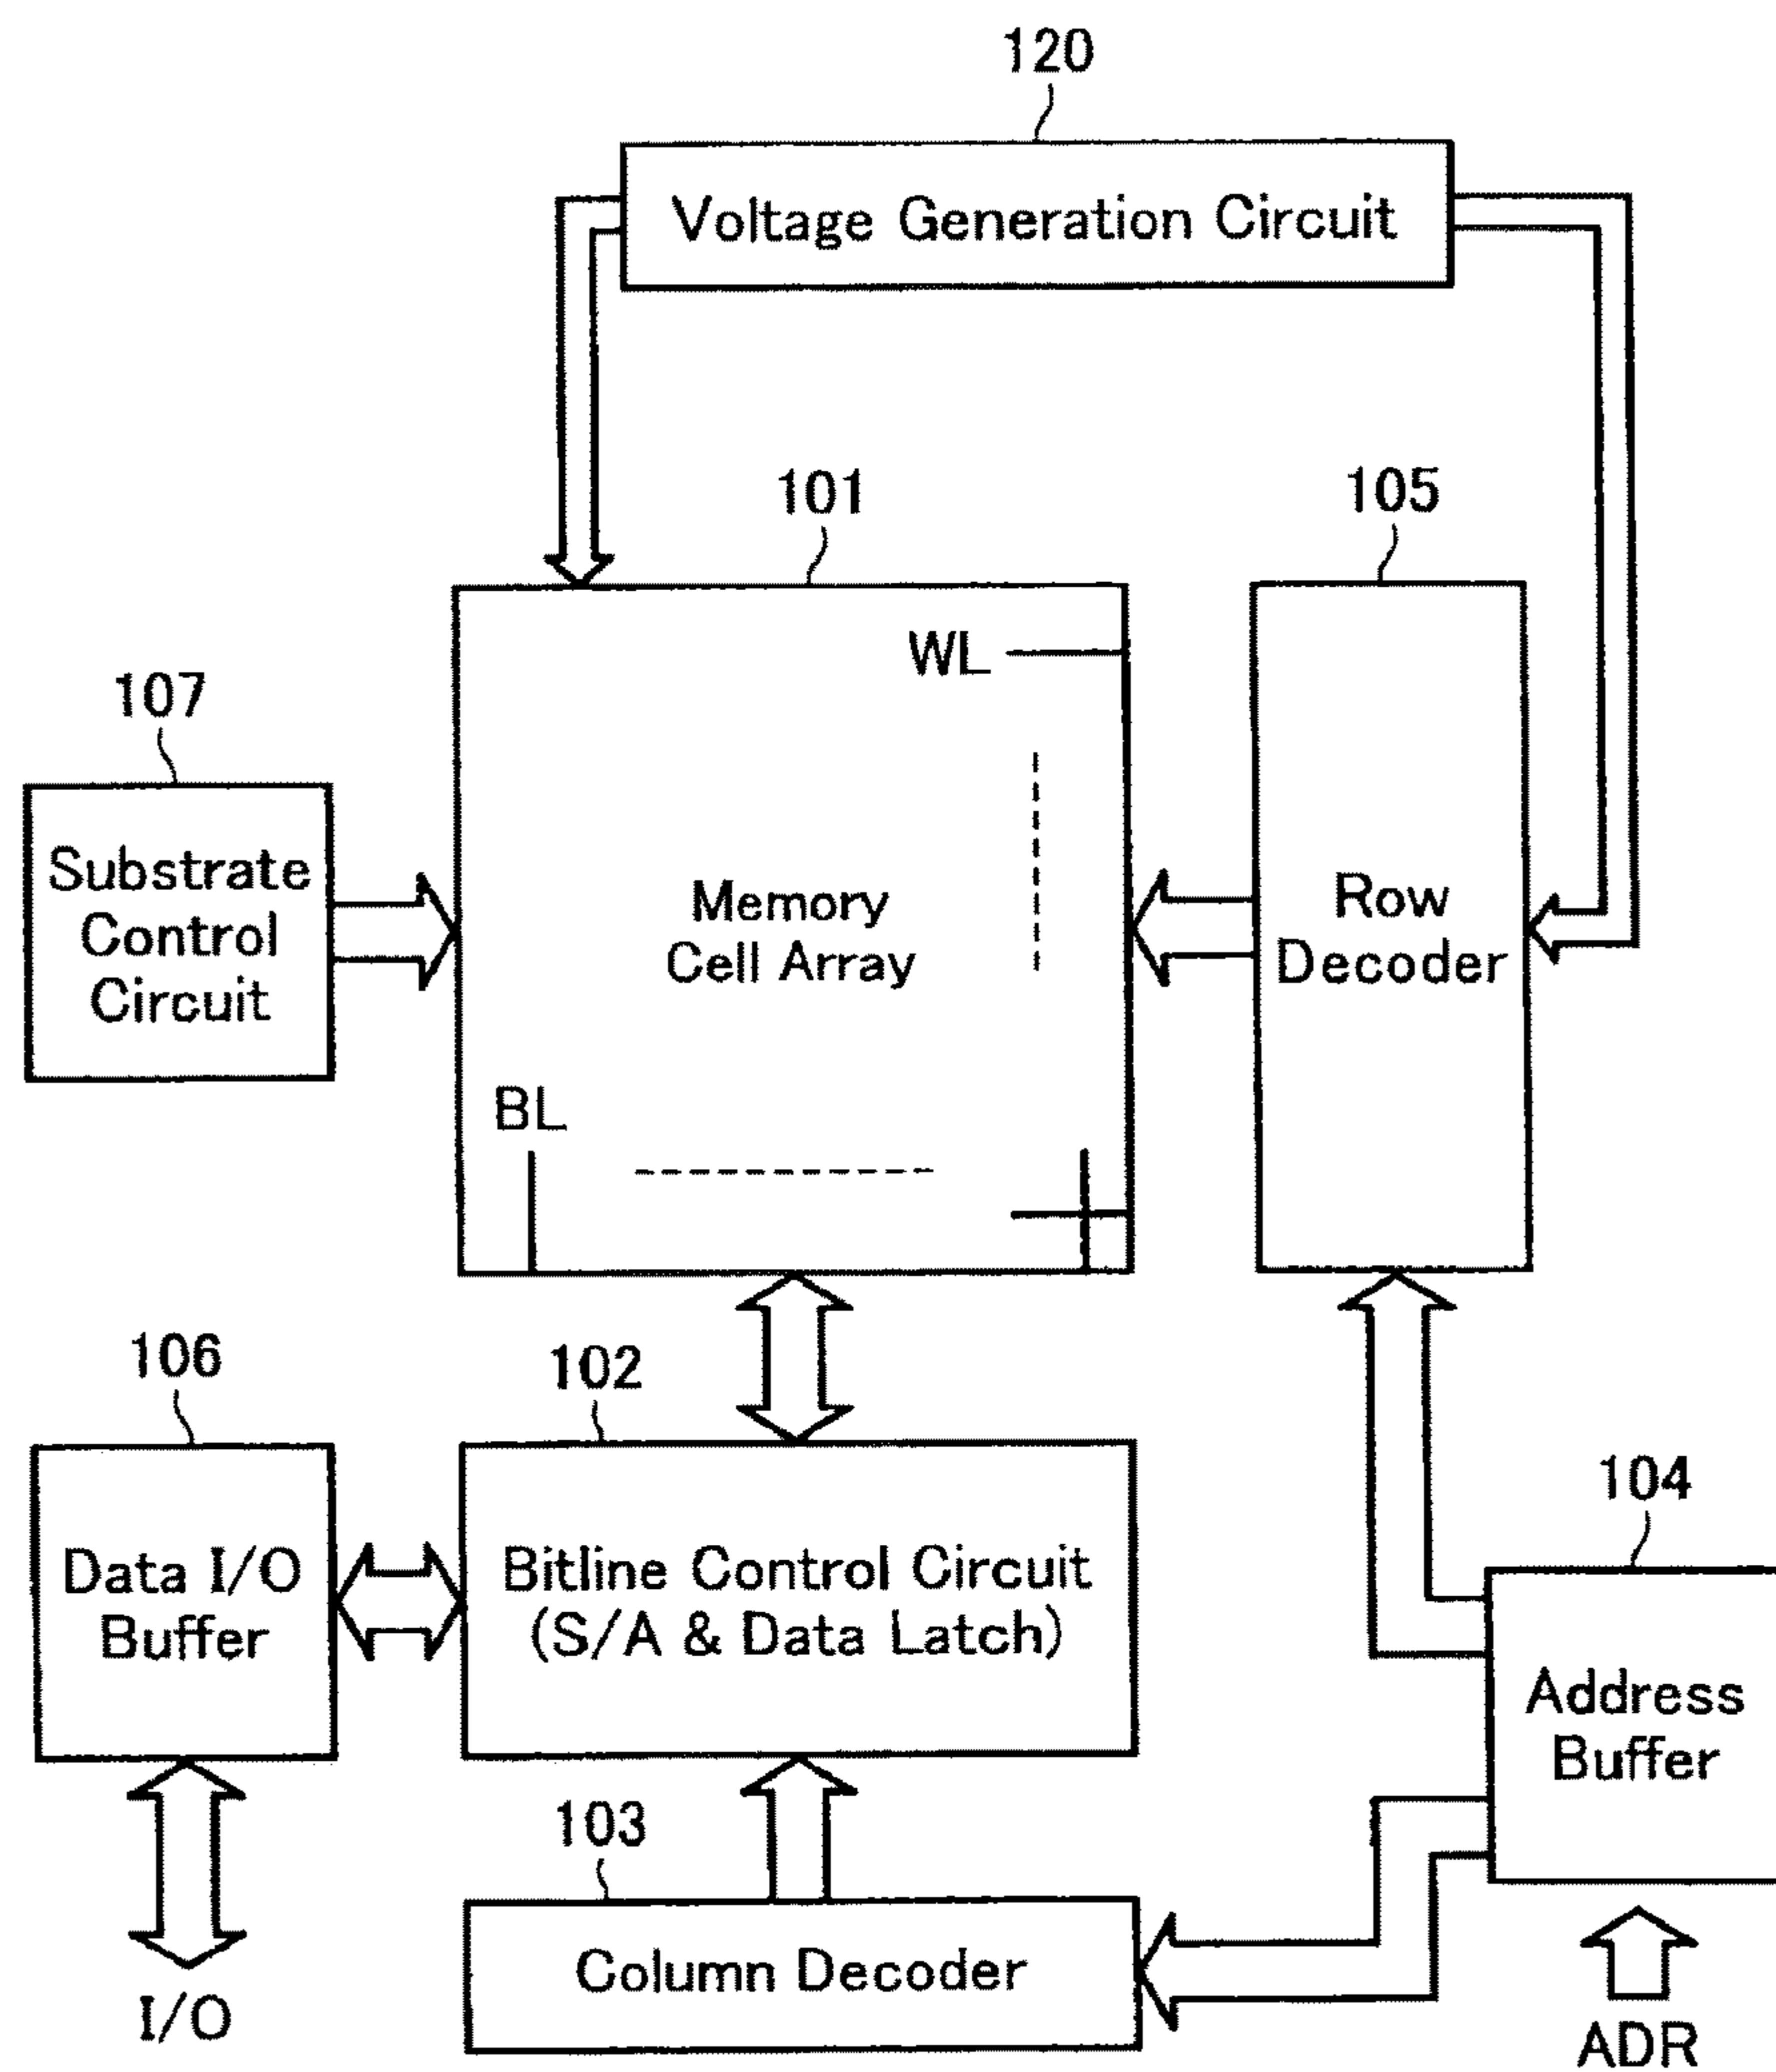 120
Voltage Generation Circuit
101
105
WL
107
Substrate
Control
Circuit
Memory
Cell Array
Row
Decoder
BL
106
102
104
Data I/O
Buffer
Bitline Control Circuit
(S/A & Data Latch)
Address
Buffer
103
Column Decoder
I/O
ADR